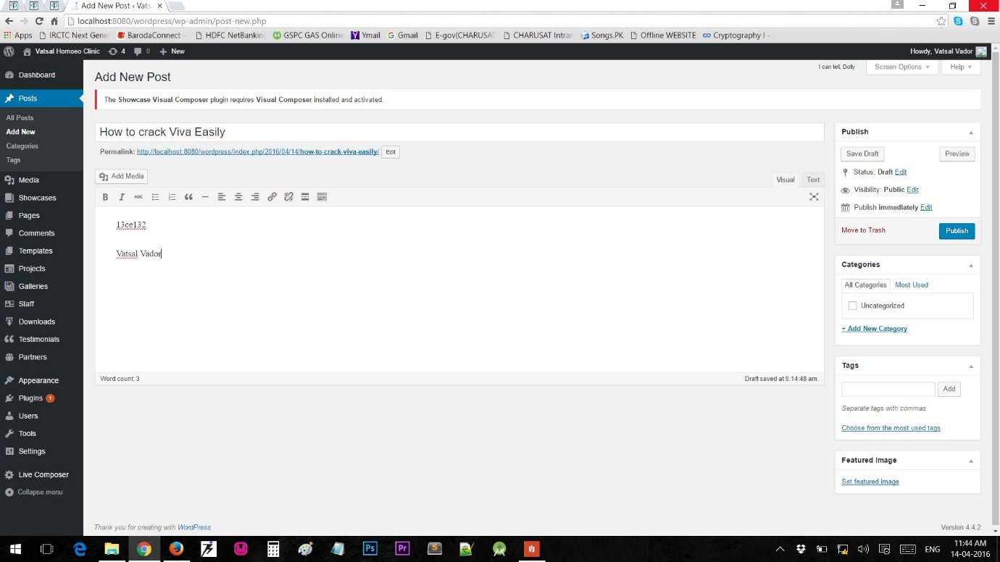 Add New Post ‹ Vats
localhost:8080/wordpress/wp-admin/post-new.php
Apps IRCTC Next Gene BarodaConnect - HDFC NetBanking GSPC GAS Online Ymail Gmail E-gov(CHARUSAT CHARUSAT Intran Songs.PK Offline WEBSITE Cryptography I -
Vatsal Homoeo Clinic 4 0 New Howdy, Vatsal Vador
Dashboard
Posts
All Posts
Add New
Categories
Tags
Media
Showcases
Pages
Comments
Templates
Projects
Galleries
Staff
Downloads
Testimonials
Partners
Appearance
Plugins 1
Users
Tools
Settings
Live Composer
Collapse menu
I can tell, Dolly Screen Options Help
Add New Post
The Showcase Visual Composer plugin requires Visual Composer installed and activated.
How to crack Viva Easily
Permalink: http://localhost:8080/wordpress/index.php/2016/04/14/how-to-crack-viva-easily/ Edit
Add Media Visual Text
B I ABC
13ce132
Vatsal Vador
Word count: 3 Draft saved at 6:14:48 am.
Publish
Save Draft Preview
Status: Draft Edit
Visibility: Public Edit
Publish immediately Edit
Move to Trash Publish
Categories
All Categories Most Used
Uncategorized
+ Add New Category
Tags
Add
Separate tags with commas
Choose from the most used tags
Featured Image
Set featured image
Thank you for creating with WordPress. Version 4.4.2
Ps Pr S ENG 11:44 AM
14-04-2016